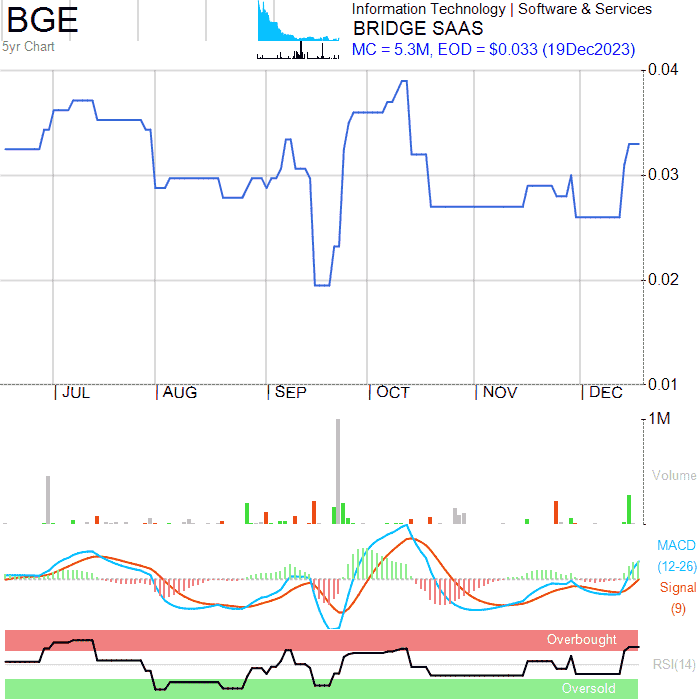 BGE
5yr Chart
Information Technology | Software & Services
BRIDGE SAAS
MC = 5.3M, EOD = $0.033 (19Dec2023)
0.04
0.03
0.02
0.01
JUL
AUG
SEP
OCT
NOV
DEC
1M
Volume
MACD
(12-26)
Signal
(9)
Overbought
RSI(14)
Oversold